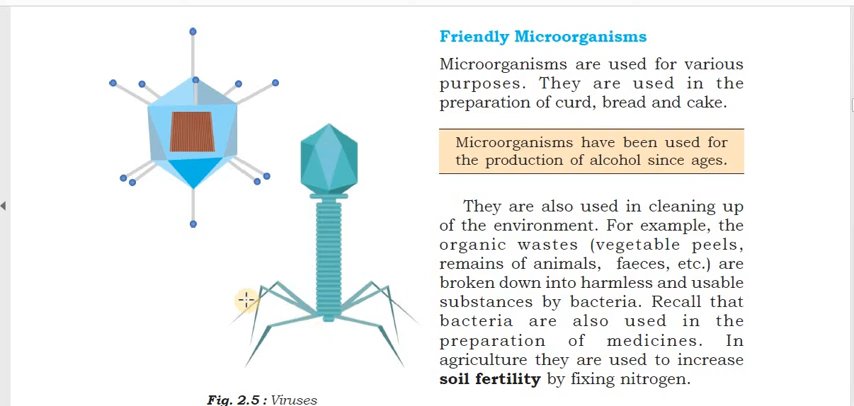 Friendly Microorganisms
Microorganisms are used for various
purposes. They are used in the
preparation of curd, bread and cake.
Microorganisms have been used for
the production of alcohol since ages.
They are also used in cleaning up
of the environment. For example, the
organic wastes (vegetable peels,
remains of animals, faeces, etc.) are
broken down into harmless and usable
substances by bacteria. Recall that
bacteria are also used in the
preparation of medicines. In
agriculture they are used to increase
soil fertility by fixing nitrogen.
Fig. 2.5 : Viruses